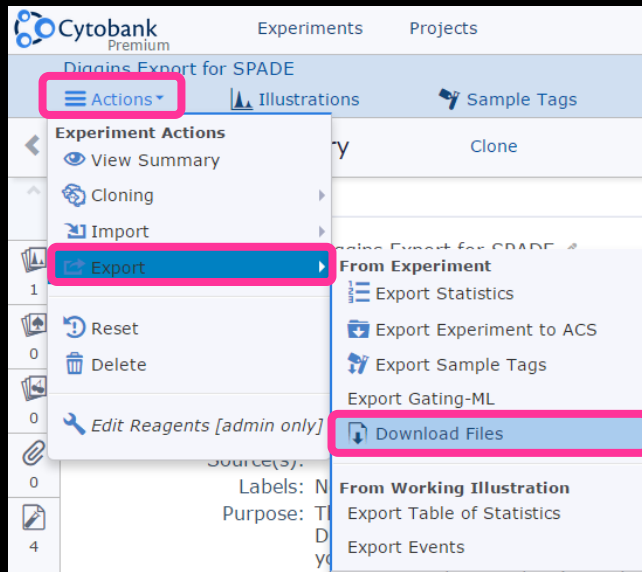 Cytobank
Premium
Experiments
Projects
Diggins Export for SPADE
Actions
Illustrations
Sample Tags
Clone
Experiment Actions
View Summary
Cloning
Import
Export
Reset
Delete
Edit Reagents [admin only]
From Experiment
Export Statistics
Export Experiment to ACS
Export Sample Tags
Export Gating-ML
Download Files
From Working Illustration
Export Table of Statistics
Export Events
1
0
0
0
4
Labels:
Purpose: